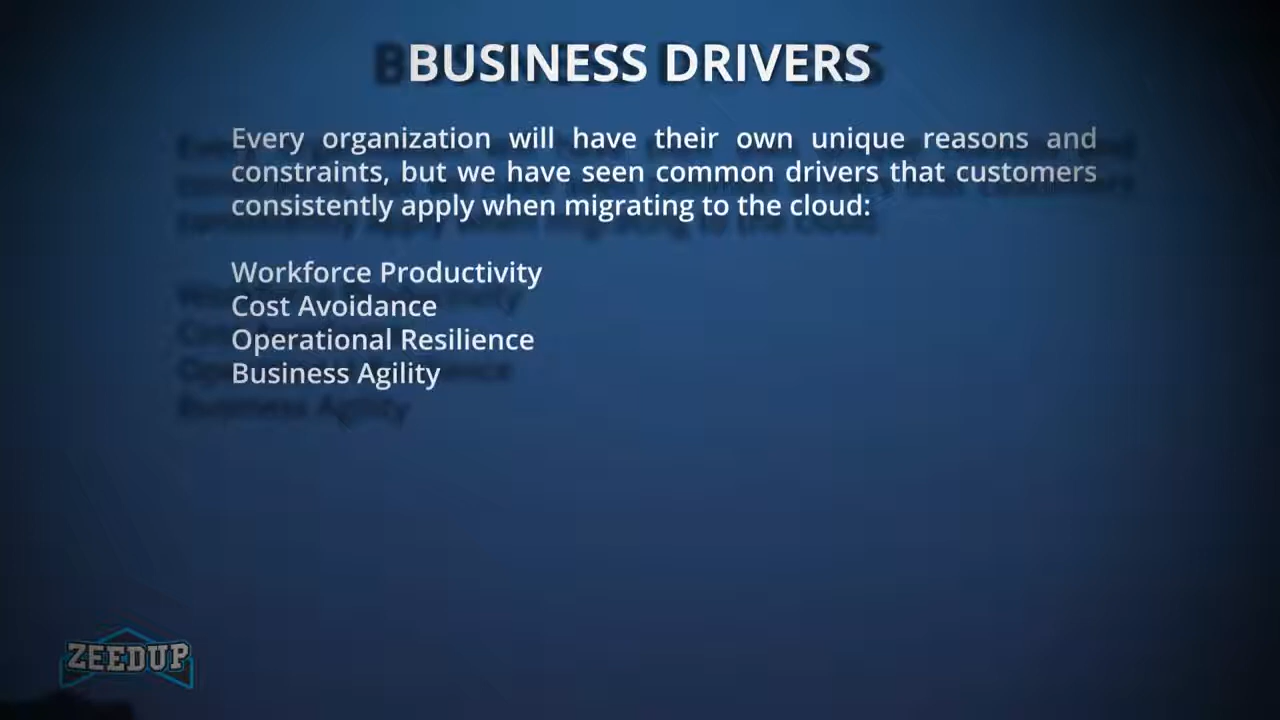 BUSINESS DRIVERS
Every organization will have their own unique reasons and
constraints, but we have seen common drivers that customers
consistently apply when migrating to the cloud:
Workforce Productivity
Cost Avoidance
Operational Resilience
Business Agility
ZEEDUP